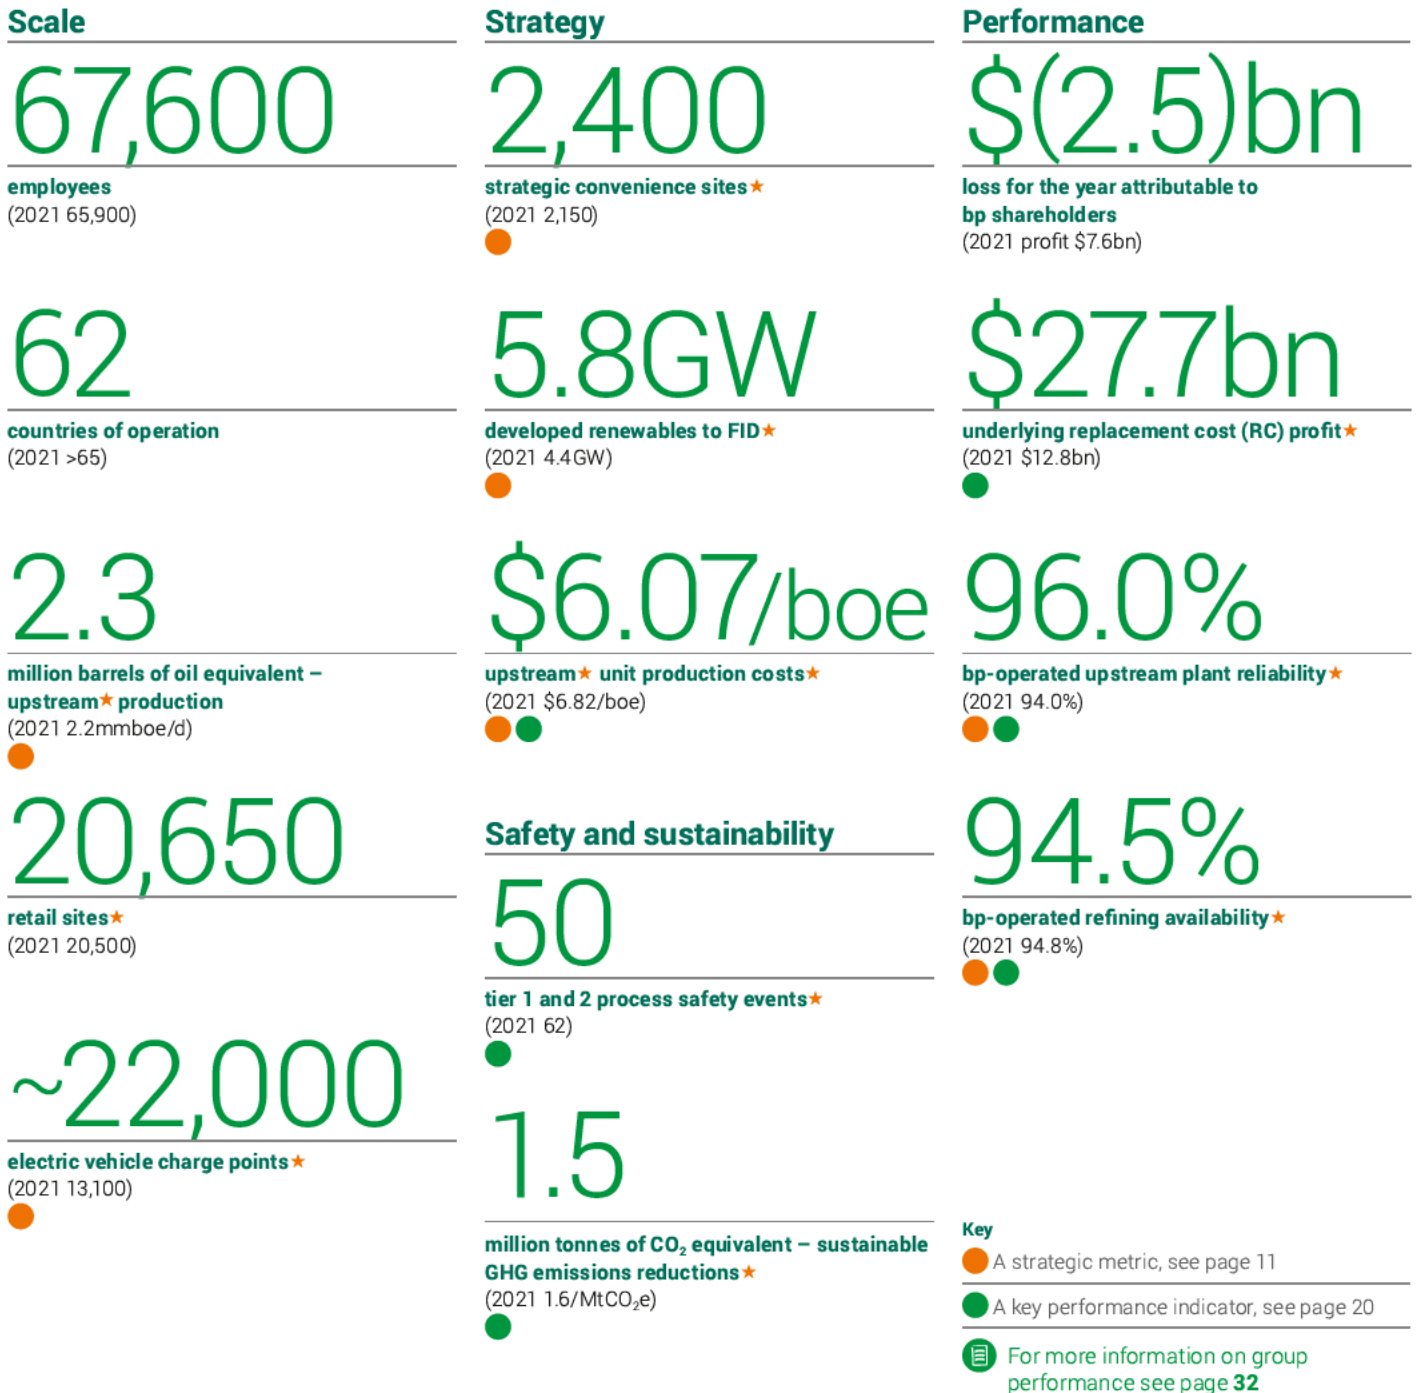 Scale
67,600
employees
(2021 65,900)
62
countries of operation
(2021 >65)
2.3
million barrels of oil equivalent –
upstream★ production
(2021 2.2mmboe/d)
20,650
retail sites★
(2021 20,500)
~22,000
electric vehicle charge points★
(2021 13,100)
Strategy
2,400
strategic convenience sites★
(2021 2,150)
5.8GW
developed renewables to FID★
(2021 4.4GW)
$6.07/boe
upstream★ unit production costs★
(2021 $6.82/boe)
Safety and sustainability
50
tier 1 and 2 process safety events★
(2021 62)
1.5
million tonnes of CO₂ equivalent – sustainable
GHG emissions reductions★
(2021 1.6/MtCO₂e)
Performance
$(2.5)bn
loss for the year attributable to
bp shareholders
(2021 profit $7.6bn)
$27.7bn
underlying replacement cost (RC) profit★
(2021 $12.8bn)
96.0%
bp-operated upstream plant reliability★
(2021 94.0%)
94.5%
bp-operated refining availability★
(2021 94.8%)
Key
A strategic metric, see page 11
A key performance indicator, see page 20
For more information on group
performance see page 32